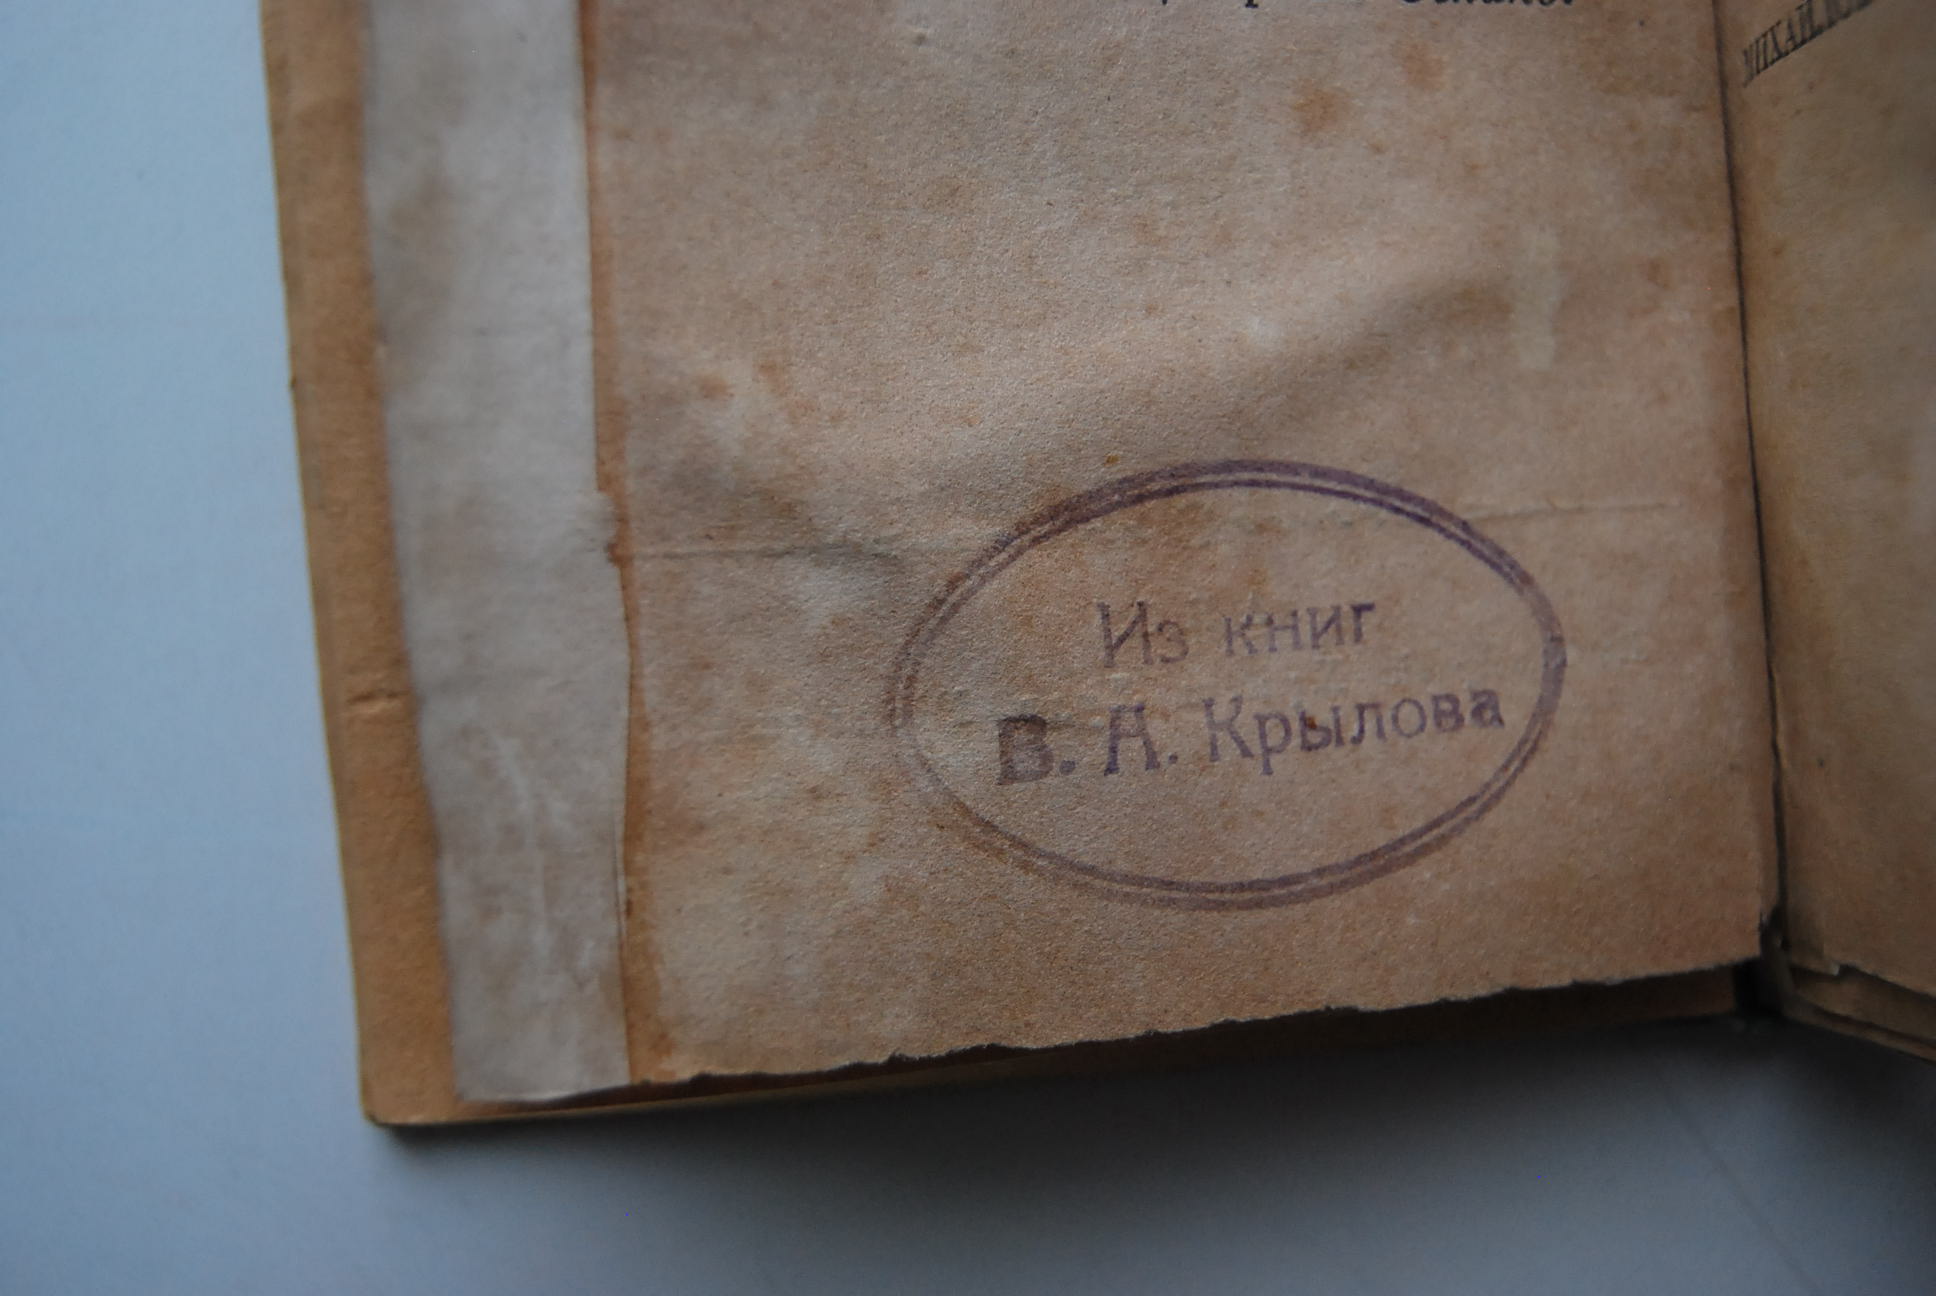 Из книг
В. А. Крылова